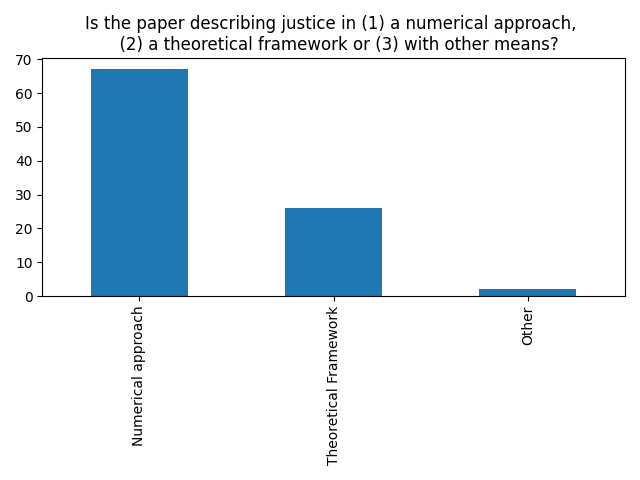 Is the paper describing justice in (1) a numerical approach,
(2) a theoretical framework or (3) with other means?
70
60
50
40
30
20
10
0
Numerical approach
Theoretical Framework
Other